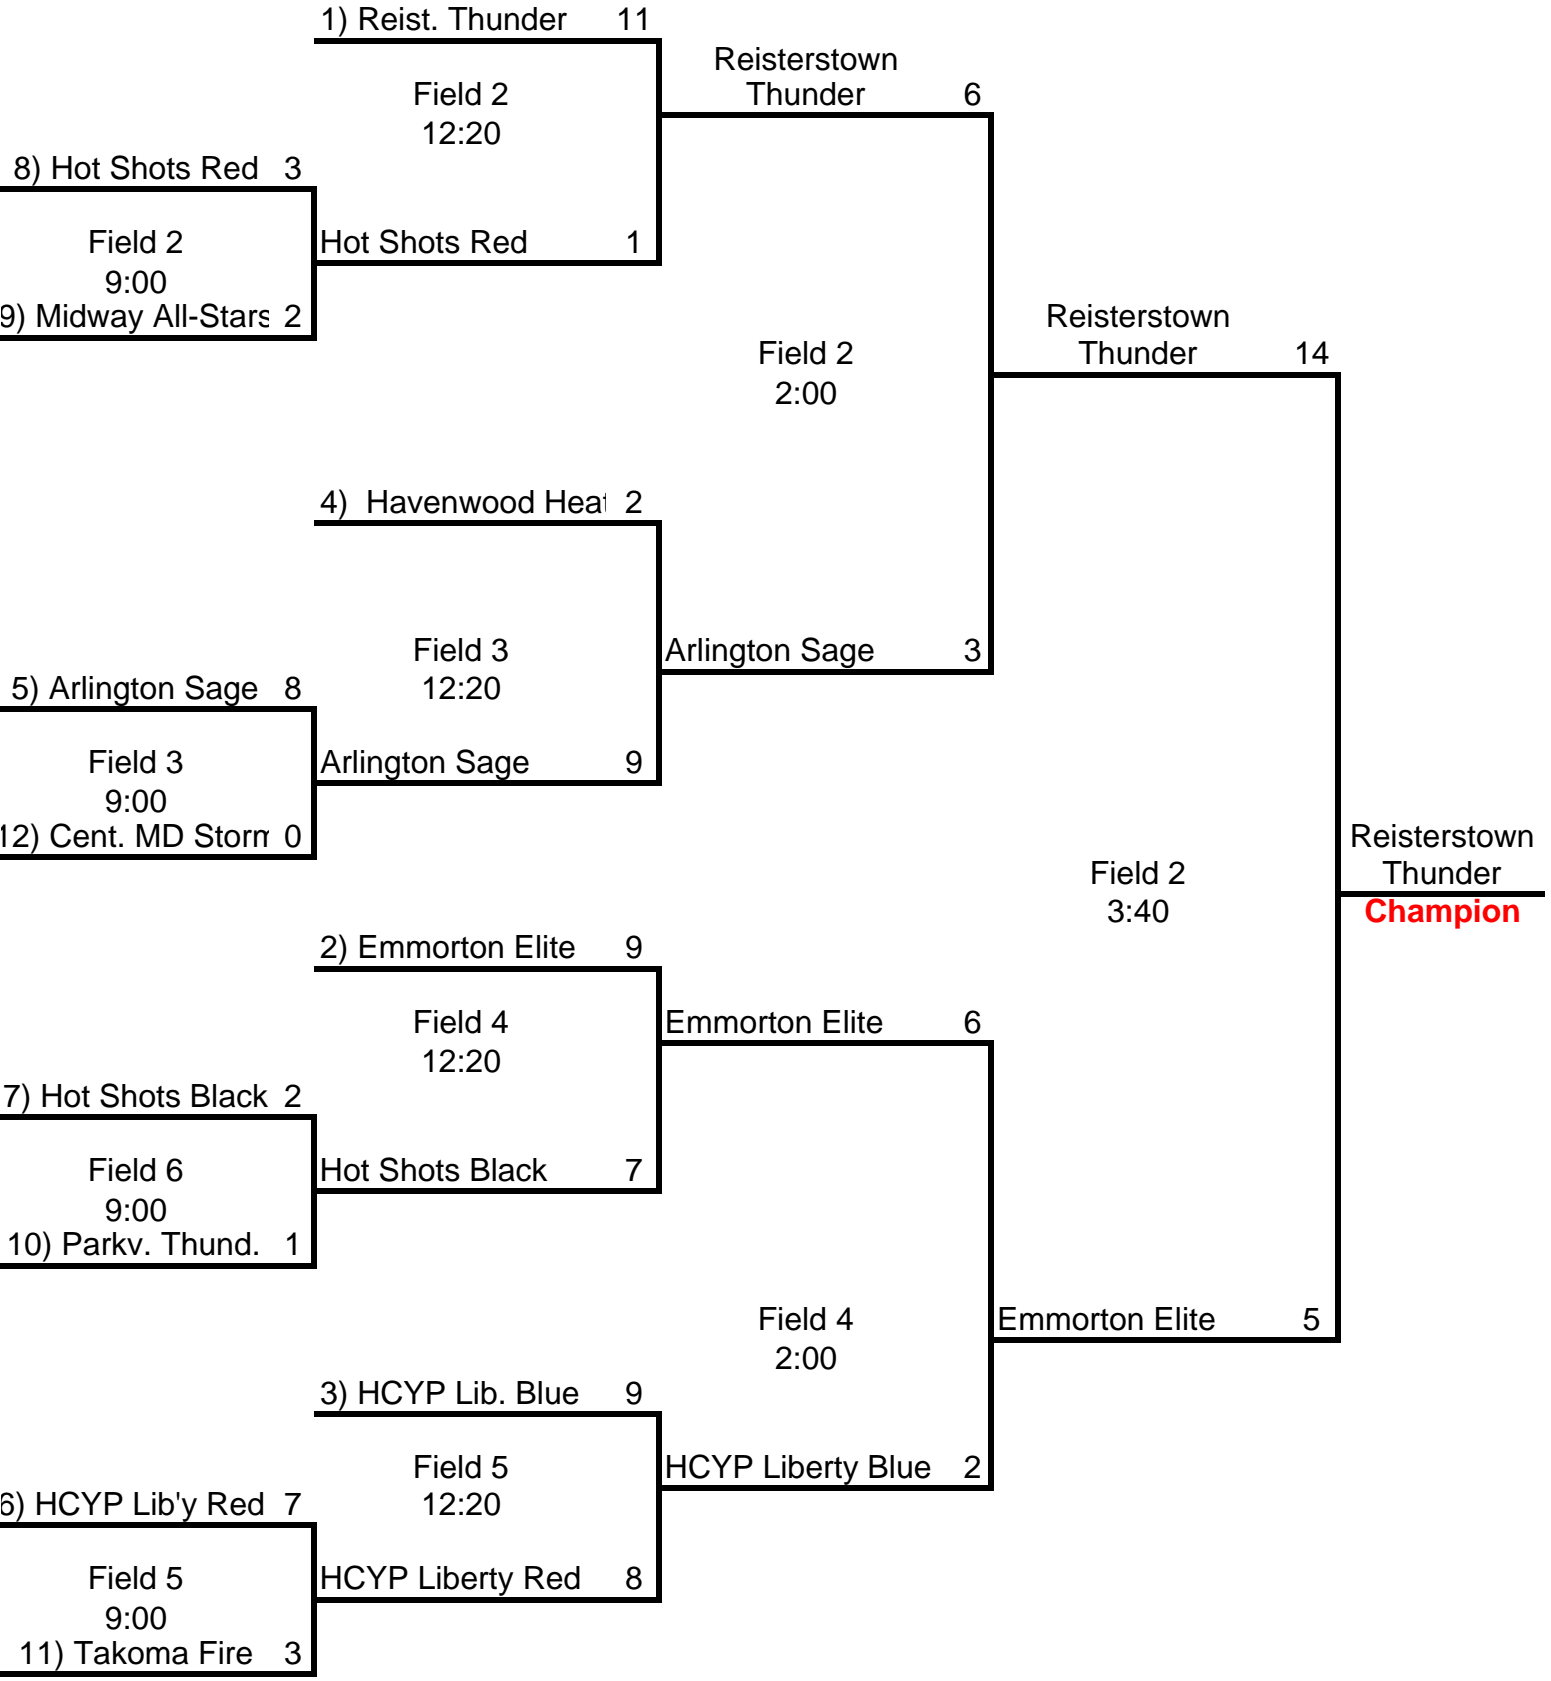 1) Reist. Thunder 11
Reisterstown
Thunder 6
Field 2
12:20
8) Hot Shots Red 3
Field 2
9:00
Hot Shots Red 1
9) Midway All-Stars 2
Reisterstown
Thunder 14
Field 2
2:00
4) Havenwood Heat 2
Field 3
12:20
Arlington Sage 3
5) Arlington Sage 8
Field 3
9:00
Arlington Sage 9
12) Cent. MD Storm 0
Reisterstown
Thunder
Champion
Field 2
3:40
2) Emmorton Elite 9
Field 4
12:20
Emmorton Elite 6
7) Hot Shots Black 2
Field 6
9:00
Hot Shots Black 7
10) Parkv. Thund. 1
Field 4
2:00
Emmorton Elite 5
3) HCYP Lib. Blue 9
Field 5
12:20
HCYP Liberty Blue 2
6) HCYP Lib'y Red 7
Field 5
9:00
HCYP Liberty Red 8
11) Takoma Fire 3